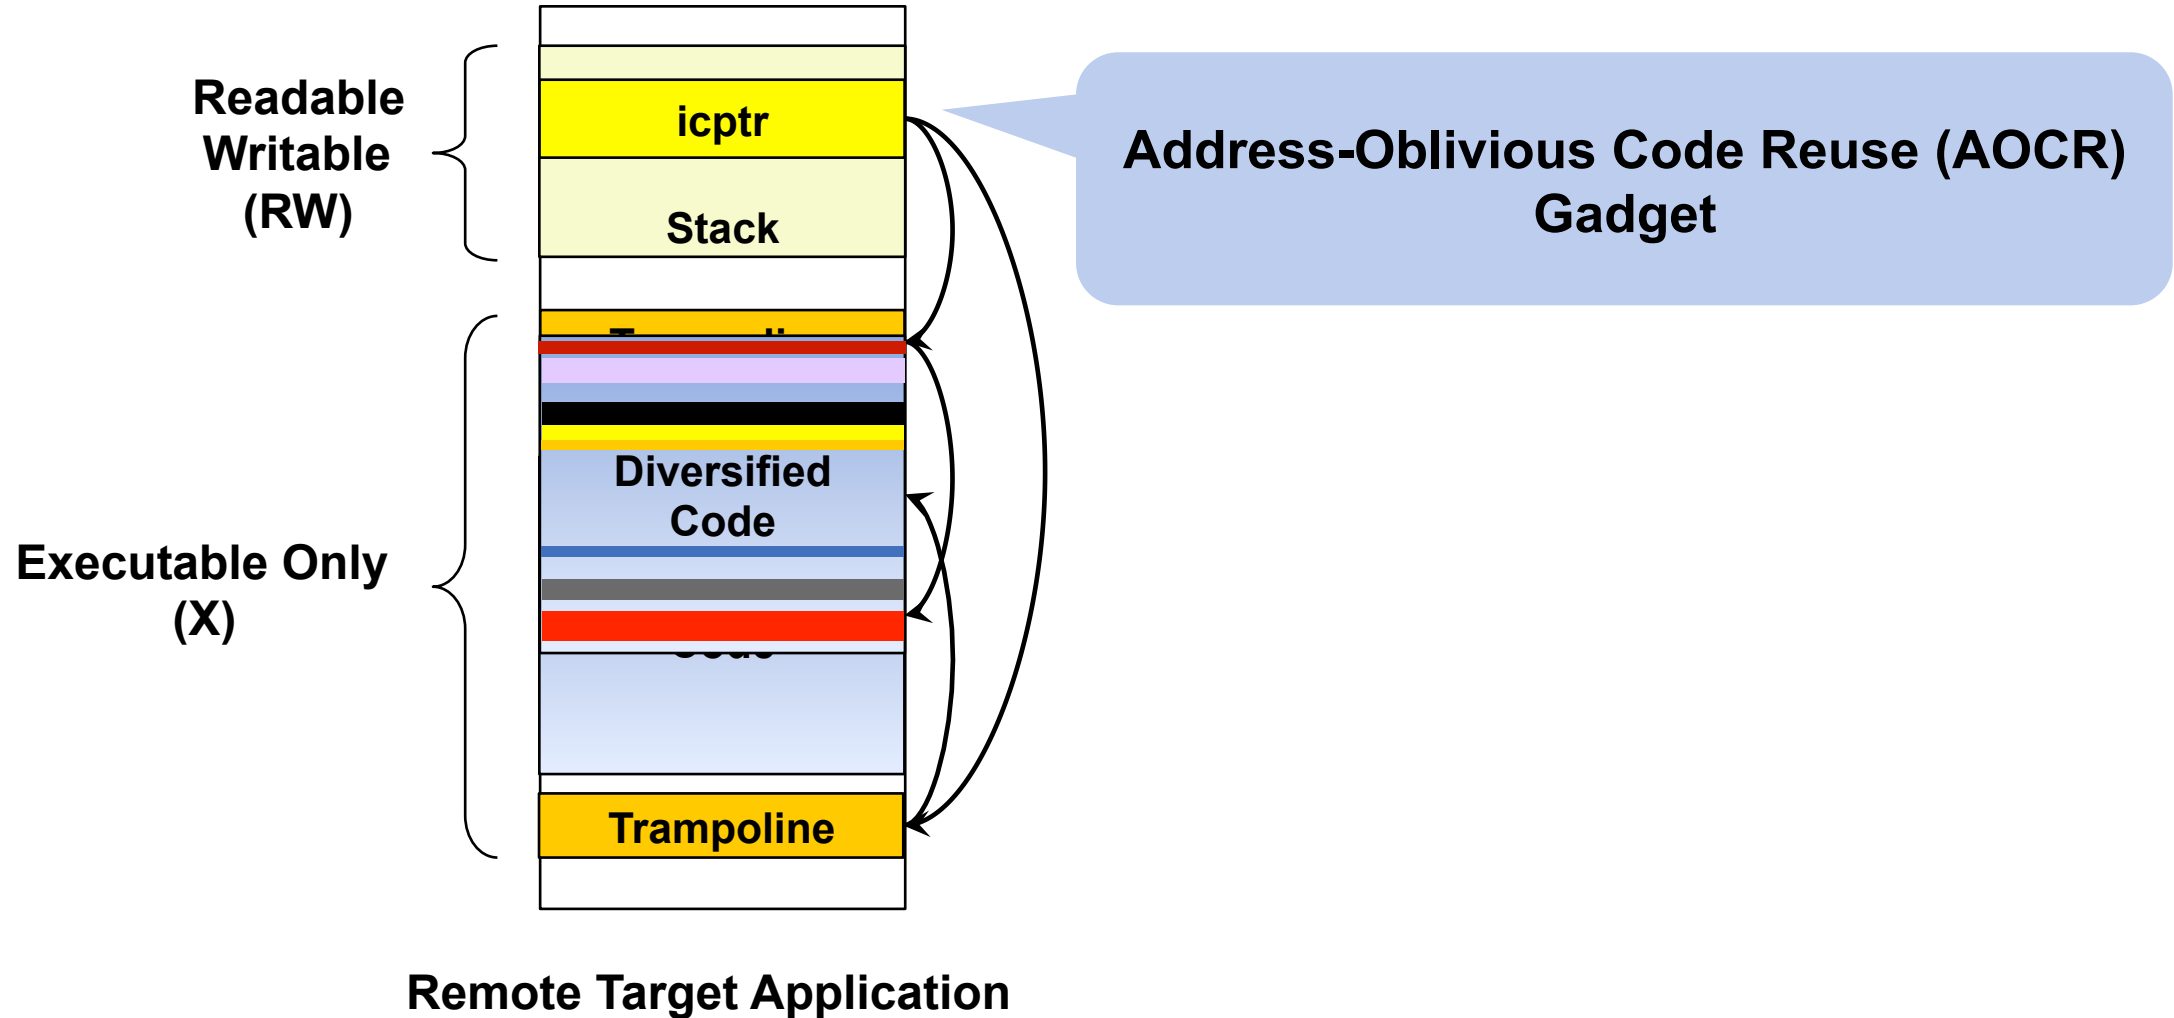 Readable
Writable
(RW)
icptr
Stack
Address-Oblivious Code Reuse (AOCR)
Gadget
Diversified
Code
Executable Only
(X)
Trampoline
Remote Target Application